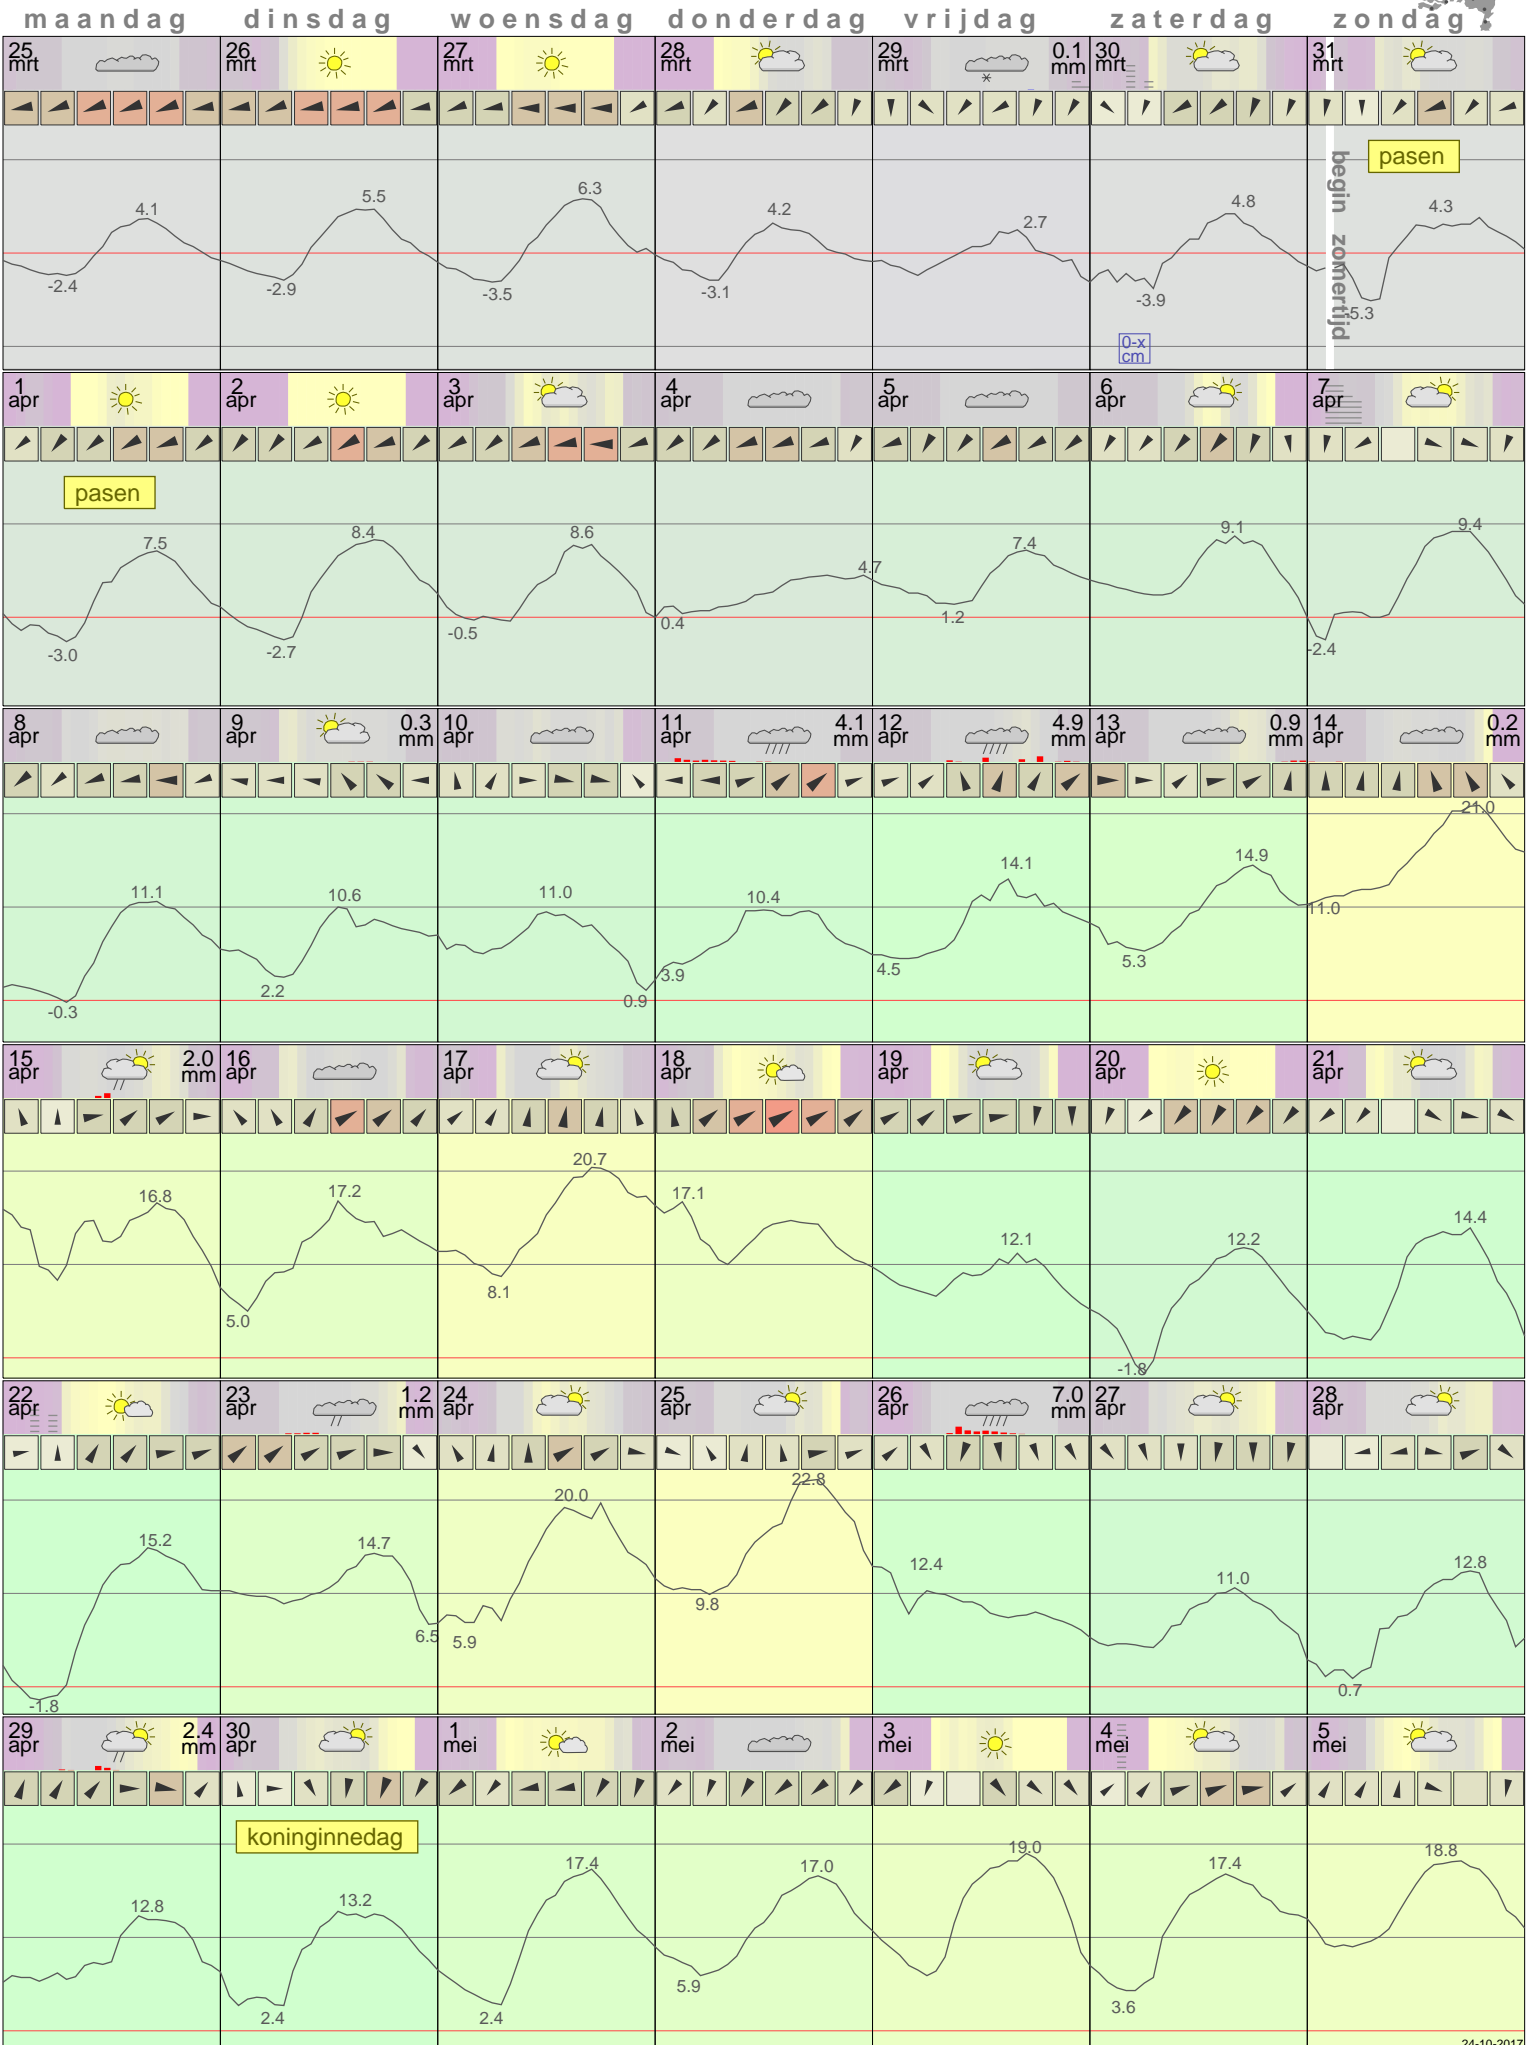 maandag dinsdag woensdag donderdag vrijdag zaterdag zondag
25 26 27 28 29 0.1 30 31
mrt mrt mrt mrt mrt mm mrt mrt
pasen
begin zomertijd
4.1 5.5 6.3 4.2 2.7 4.8 4.3
-2.4 -2.9 -3.5 -3.1 -3.9 -5.3
0-x
cm
1 2 3 4 5 6 7
apr apr apr apr apr apr apr
pasen
7.5 8.4 8.6 4.7 7.4 9.1 9.4
-3.0 -2.7 -0.5 0.4 1.2 -2.4
8 9 0.3 10 11 4.1 12 4.9 13 0.9 14 0.2
apr apr mm apr apr mm apr mm apr mm apr mm
11.1 10.6 11.0 10.4 14.1 14.9 21.0
-0.3 2.2 0.9 3.9 4.5 5.3 11.0
15 2.0 16 17 18 19 20 21
apr mm apr apr apr apr apr apr
16.8 17.2 20.7 17.1 12.1 12.2 14.4
5.0 8.1 -1.8
22 23 1.2 24 25 26 7.0 27 28
apr apr mm apr apr apr mm apr apr
15.2 14.7 20.0 22.8 12.4 11.0 12.8
-1.8 6.5 5.9 9.8 0.7
29 2.4 30 1 2 3 4 5
apr mm apr mei mei mei mei mei
koninginnedag
12.8 13.2 17.4 17.0 19.0 17.4 18.8
2.4 2.4 5.9 3.6
24-10-2017